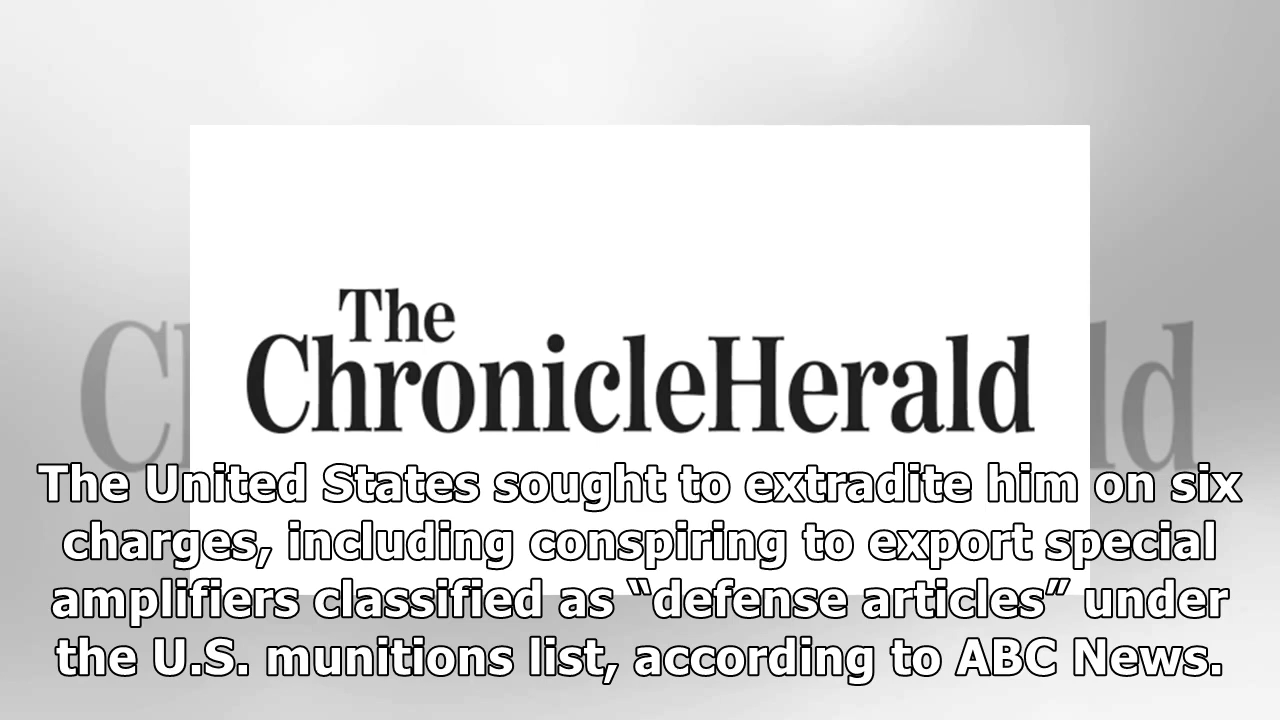 The
ChronicleHerald
The United States sought to extradite him on six
charges, including conspiring to export special
amplifiers classified as “defense articles” under
the U.S. munitions list, according to ABC News.